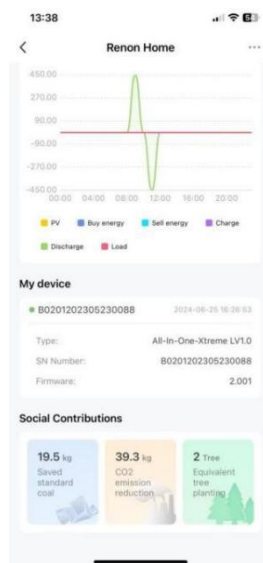 13:38
Renon Home
450.00
270.00
90.00
-90.00
-270.00
-450.00
00:00 04:00 08:00 12:00 16:00 20:00
PV Buy energy Sell energy Charge
Discharge Load
My device
B0201202305230088 2024-06-25 16:26:53
Type: All-In-One-Xtreme LV1.0
SN Number: B0201202305230088
Firmware: 2.001
Social Contributions
19.5 kg 39.3 kg 2 Tree
Saved CO2 Equivalent
standard emission tree
coal reduction planting